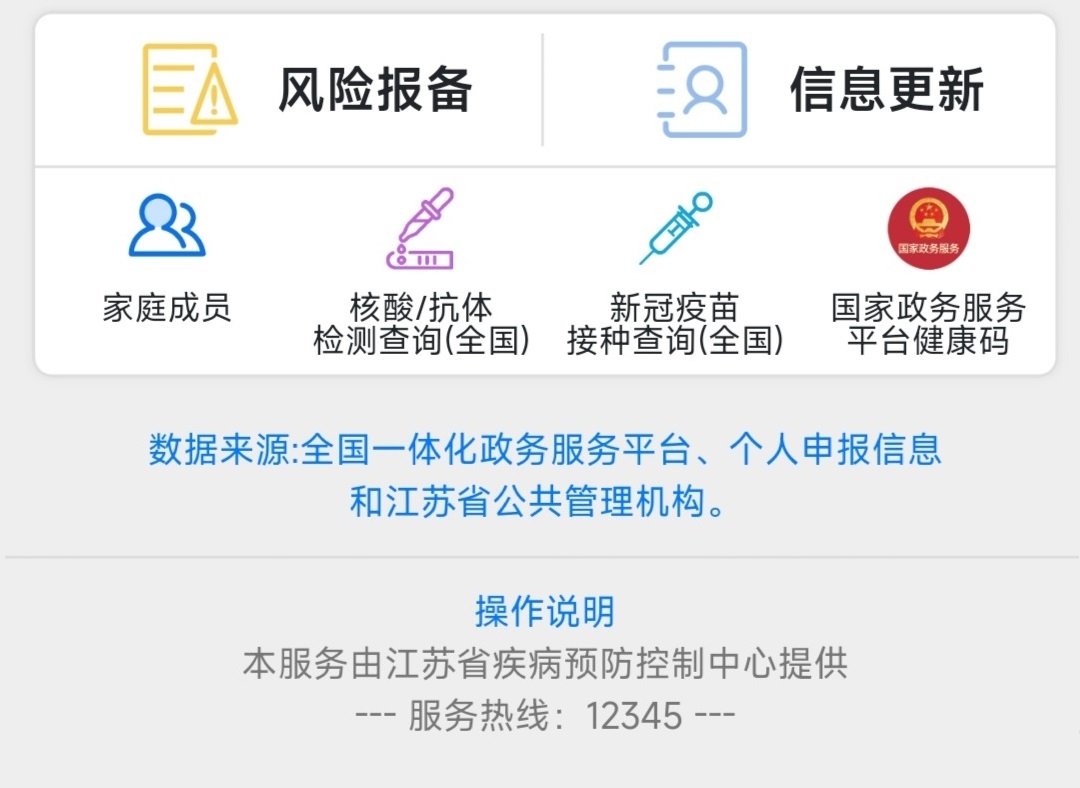 风险报备
信息更新
国家政务服务
家庭成员
核酸/抗体
检测查询(全国)
新冠疫苗
接种查询(全国)
国家政务服务
平台健康码
数据来源:全国一体化政务服务平台、个人申报信息
和江苏省公共管理机构。
操作说明
本服务由江苏省疾病预防控制中心提供
--- 服务热线：12345 ---